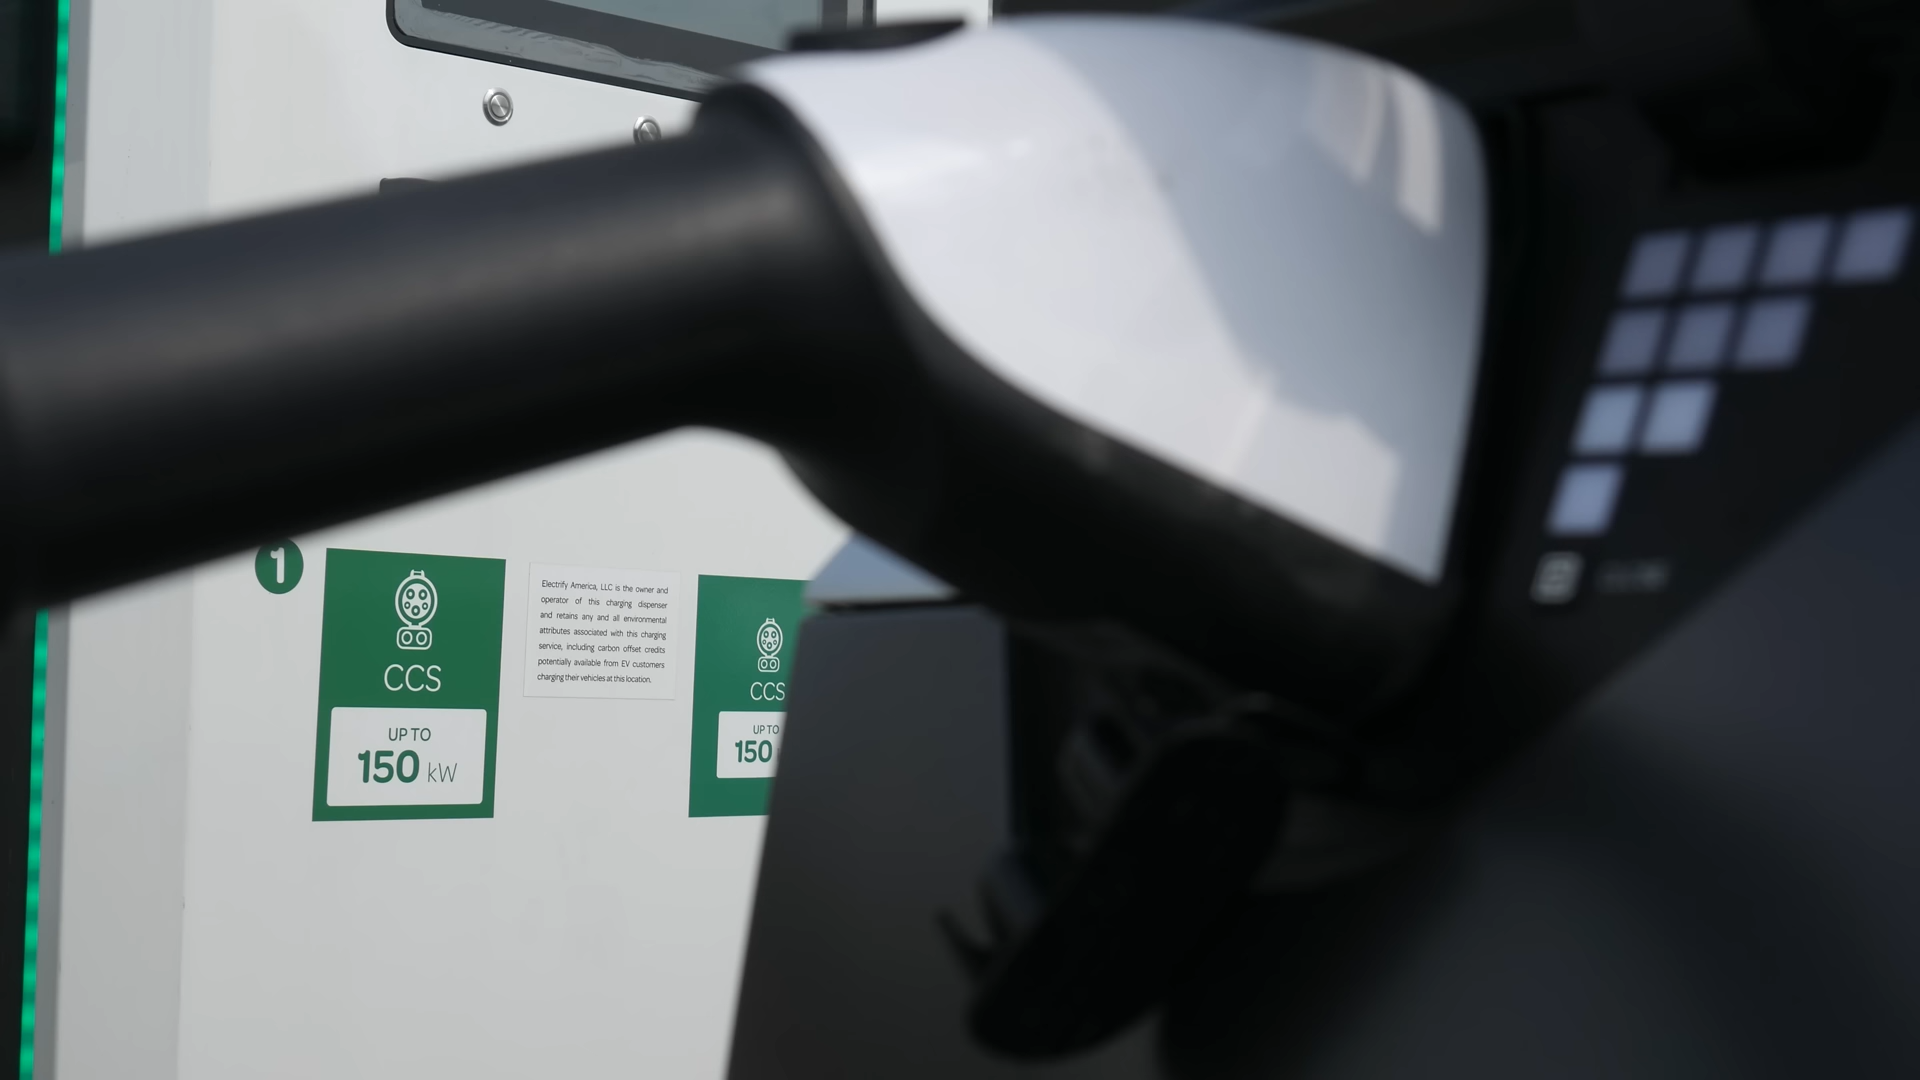 1
CCS
UP TO
150 kW
Electrify America, LLC is the owner and
operator of this charging dispenser
and retains any and all environmental
attributes associated with this charging
service, including carbon offset credits
potentially available from EV customers
charging their vehicles at this location.
CCS
UP TO
150